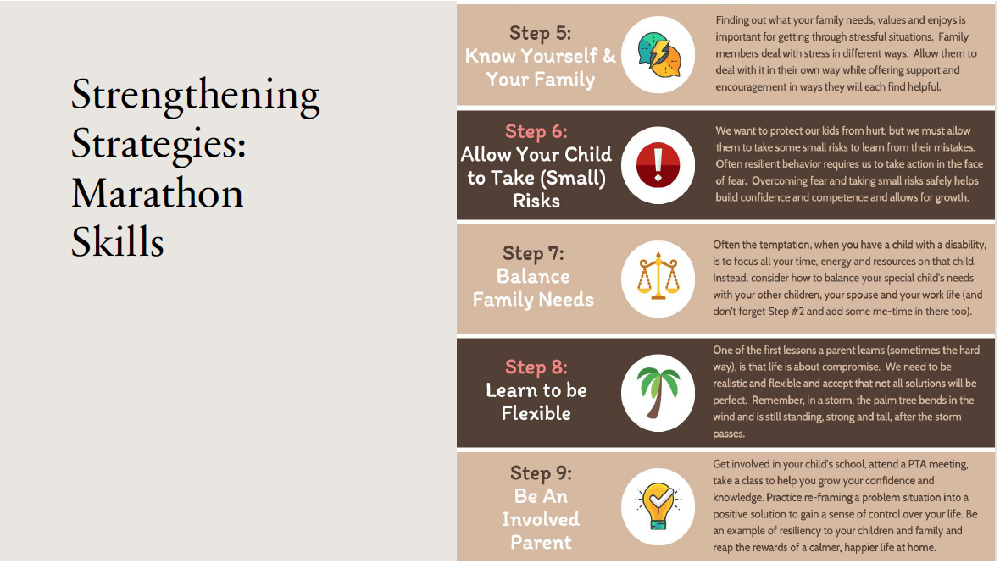 Strengthening
Strategies:
Marathon
Skills
Step 5:
Know Yourself &
Your Family
Finding out what your family needs, values and enjoys is
important for getting through stressful situations. Family
members deal with stress in different ways. Allow them to
deal with it in their own way while offering support and
encouragement in ways they will each find helpful.
Step 6:
Allow Your Child
to Take (Small)
Risks
We want to protect our kids from hurt, but we must allow
them to take some small risks to learn from their mistakes.
Often resilient behavior requires us to take action in the face
of fear. Overcoming fear and taking small risks safely helps
build confidence and competence and allows for growth.
Step 7:
Balance
Family Needs
Often the temptation, when you have a child with a disability,
is to focus all your time, energy and resources on that child.
Instead, consider how to balance your special child's needs
with your other children, your spouse and your work life (and
don't forget Step #2 and add some me-time in there too).
Step 8:
Learn to be
Flexible
One of the first lessons a parent learns (sometimes the hard
way), is that life is about compromise. We need to be
realistic and flexible and accept that not all solutions will be
perfect. Remember, in a storm, the palm tree bends in the
wind and is still standing, strong and tall, after the storm
passes.
Step 9:
Be An
Involved
Parent
Get involved in your child's school, attend a PTA meeting,
take a class to help you grow your confidence and
knowledge. Practice re-framing a problem situation into a
positive solution to gain a sense of control over your life. Be
an example of resiliency to your children and family and
reap the rewards of a calmer, happier life at home.